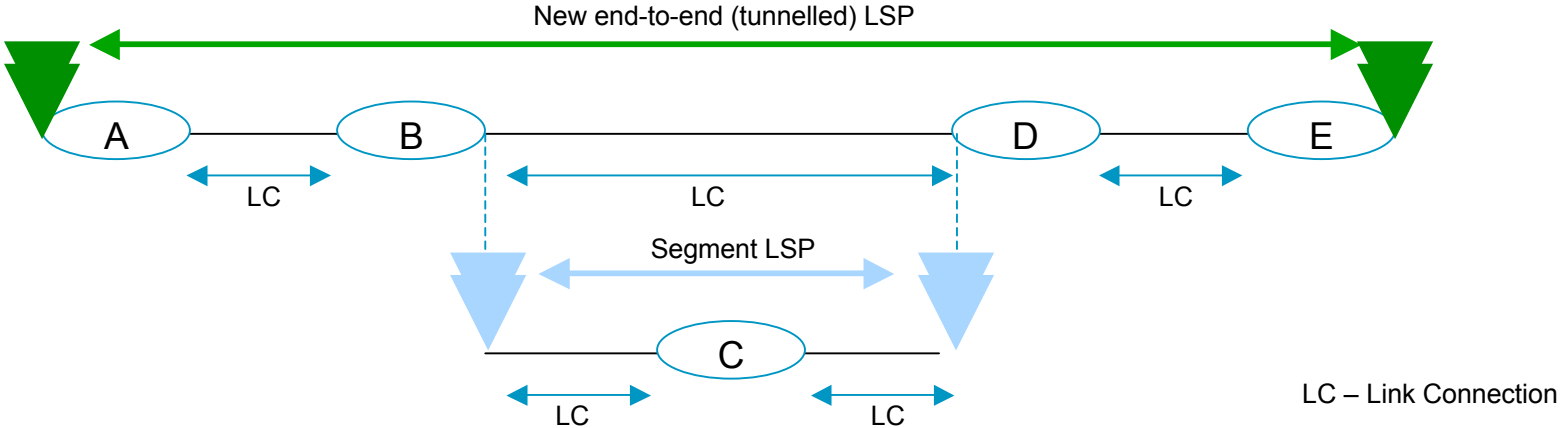 New end-to-end (tunnelled) LSP
A
B
D
E
LC
LC
LC
Segment LSP
C
LC
LC
LC – Link Connection